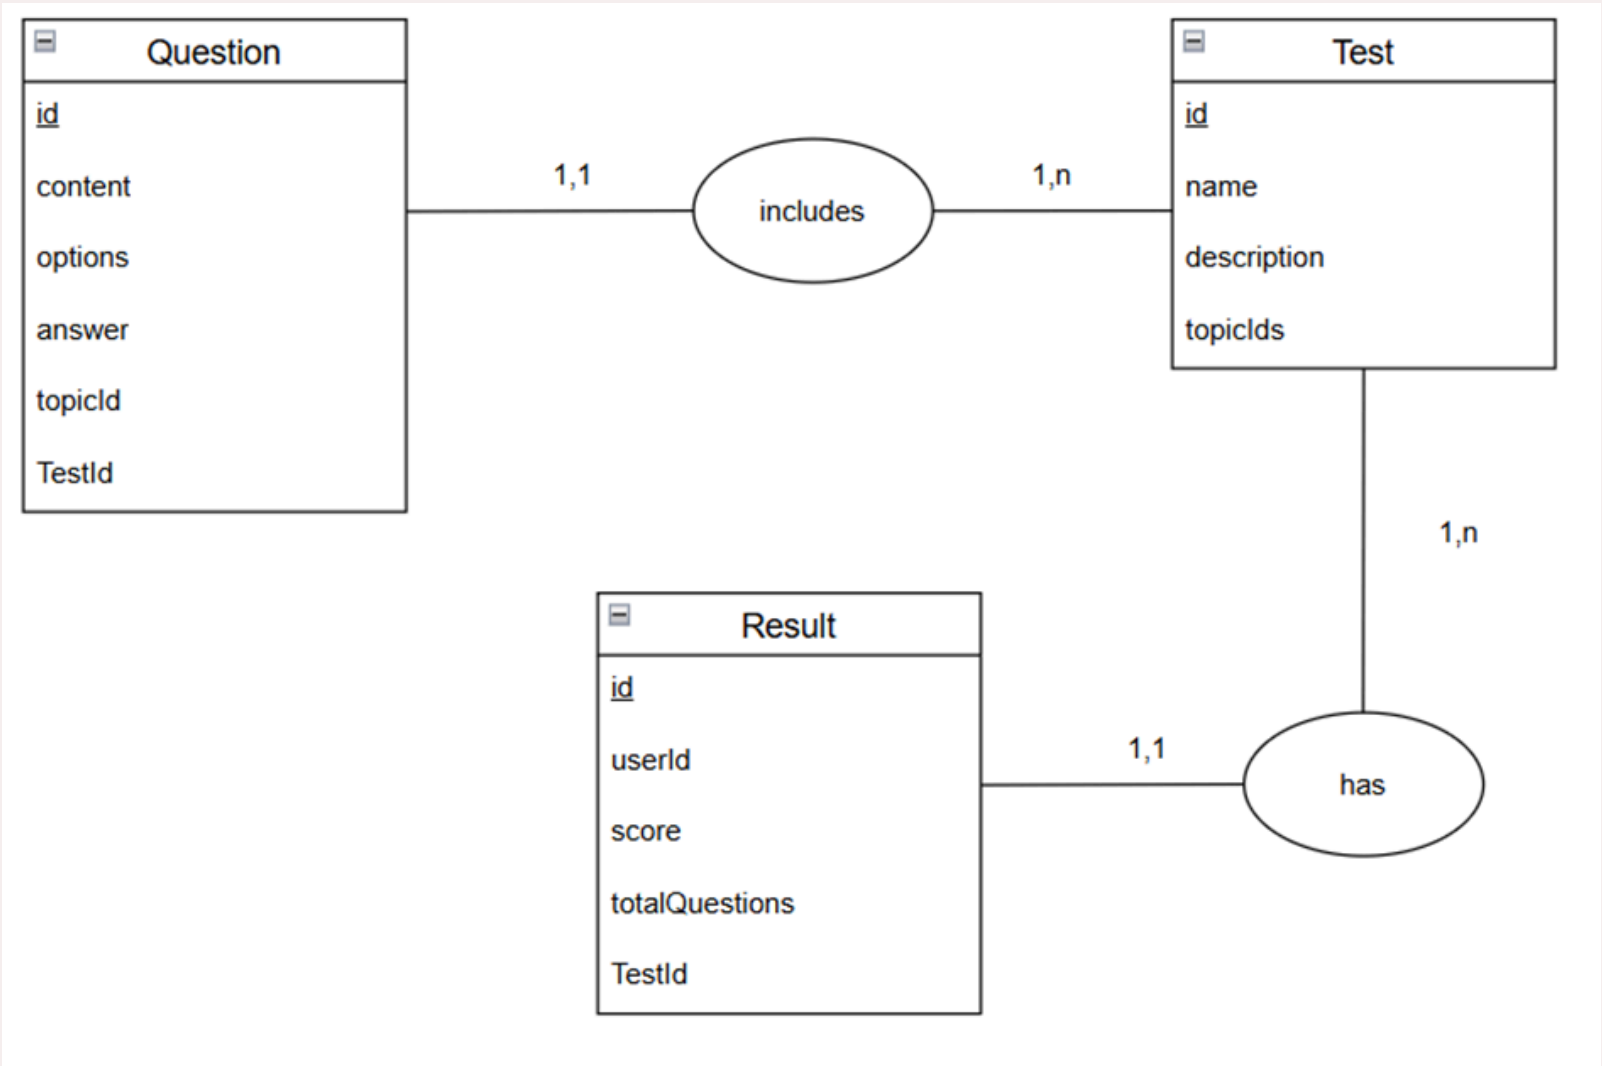 Question
id
content
options
answer
topicId
TestId
1,1
includes
1,n
Test
id
name
description
topicIds
1,n
Result
id
userId
score
totalQuestions
TestId
1,1
has